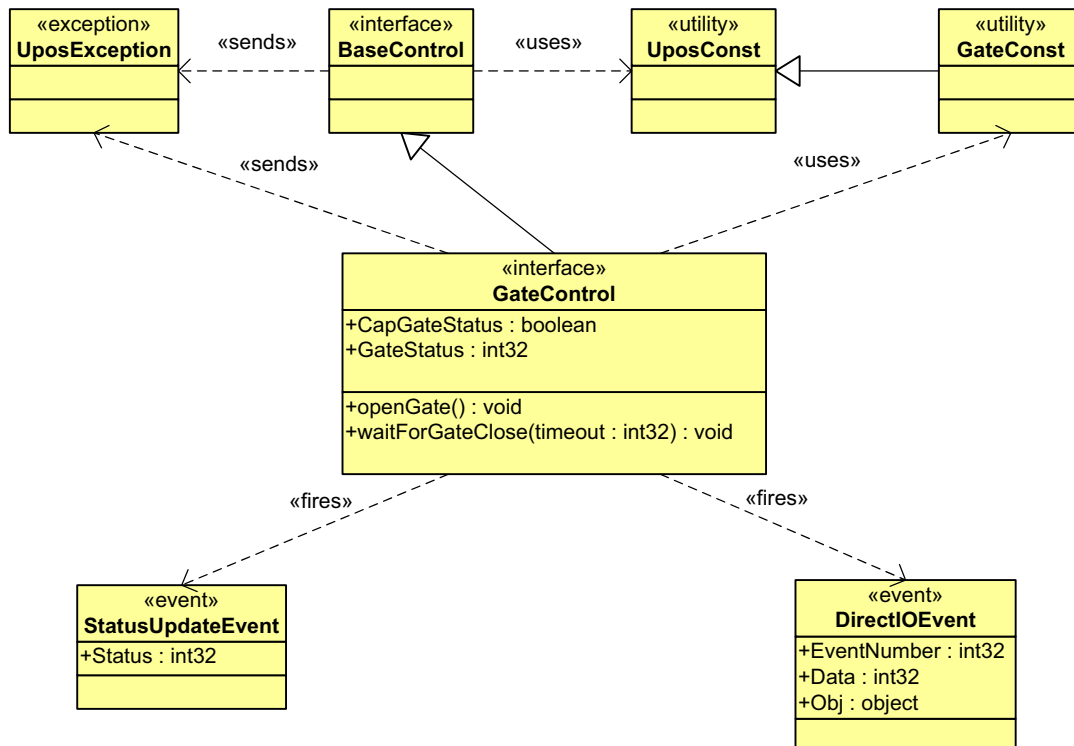 «exception»
UposException
«sends»
«interface»
BaseControl
«uses»
«utility»
UposConst
«utility»
GateConst
«sends»
«uses»
«interface»
GateControl
+CapGateStatus : boolean
+GateStatus : int32
+openGate() : void
+waitForGateClose(timeout : int32) : void
«fires»
«fires»
«event»
StatusUpdateEvent
+Status : int32
«event»
DirectIOEvent
+EventNumber : int32
+Data : int32
+Obj : object